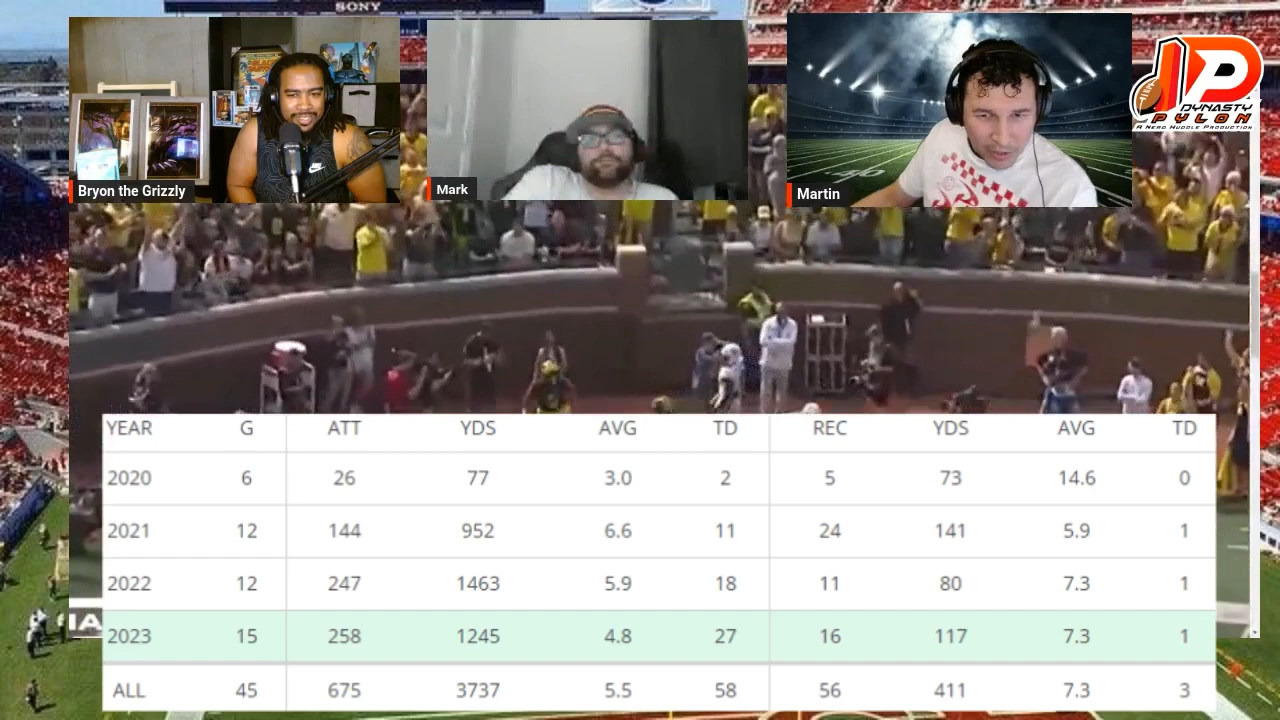 SONY
DYNASTY
PYLON
A NERD HUDDLE PRODUCTION
Bryon the Grizzly
Mark
Martin
YEAR G ATT YDS AVG TD REC YDS AVG TD
2020 6 26 77 3.0 2 5 73 14.6 0
2021 12 144 952 6.6 11 24 141 5.9 1
2022 12 247 1463 5.9 18 11 80 7.3 1
IA
2023 15 258 1245 4.8 27 16 117 7.3 1
ALL 45 675 3737 5.5 58 56 411 7.3 3